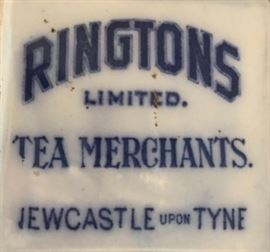 RINGTONS
LIMITED.
TEA MERCHANTS.
NEWCASTLE UPON TYNE